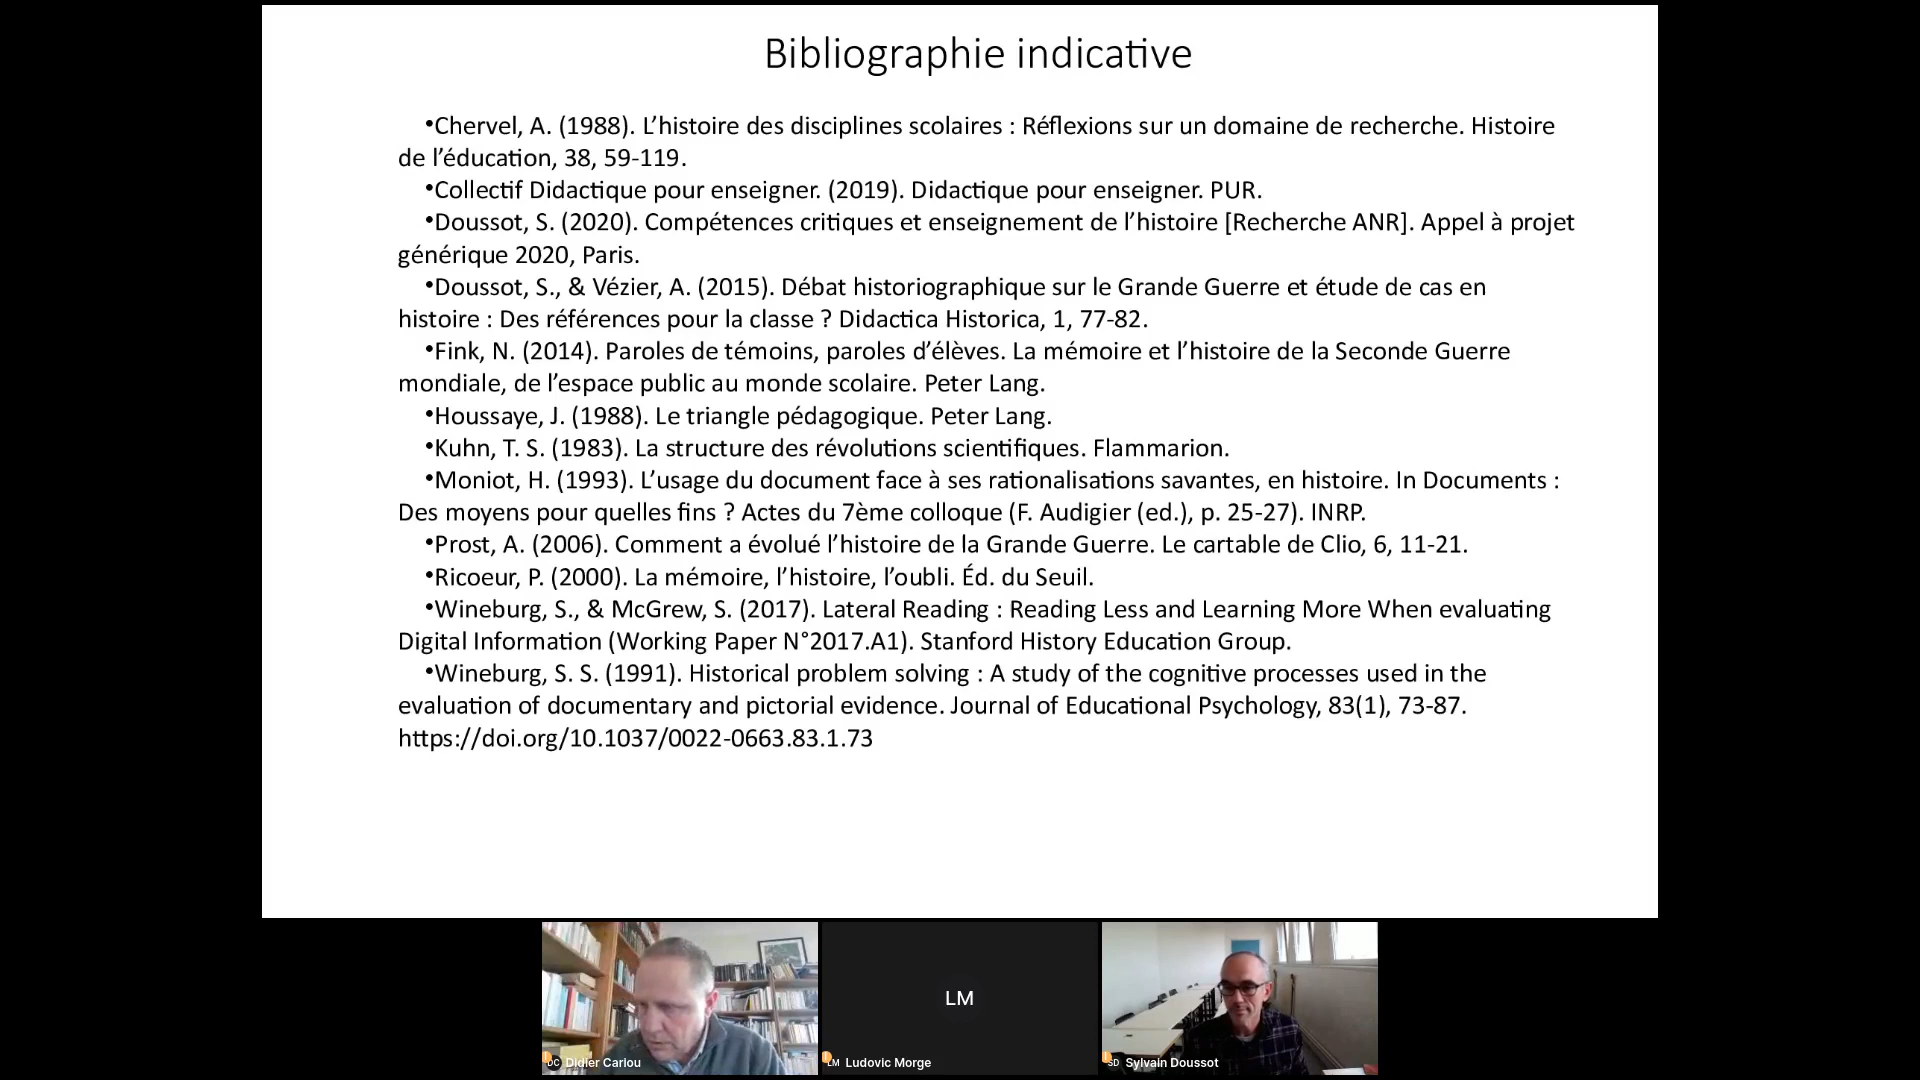 Bibliographie indicative
•Chervel, A. (1988). L’histoire des disciplines scolaires : Réflexions sur un domaine de recherche. Histoire
de l’éducation, 38, 59-119.
•Collectif Didactique pour enseigner. (2019). Didactique pour enseigner. PUR.
•Doussot, S. (2020). Compétences critiques et enseignement de l’histoire [Recherche ANR]. Appel à projet
générique 2020, Paris.
•Doussot, S., & Vézier, A. (2015). Débat historiographique sur le Grande Guerre et étude de cas en
histoire : Des références pour la classe ? Didactica Historica, 1, 77-82.
•Fink, N. (2014). Paroles de témoins, paroles d’élèves. La mémoire et l’histoire de la Seconde Guerre
mondiale, de l’espace public au monde scolaire. Peter Lang.
•Houssaye, J. (1988). Le triangle pédagogique. Peter Lang.
•Kuhn, T. S. (1983). La structure des révolutions scientifiques. Flammarion.
•Moniot, H. (1993). L’usage du document face à ses rationalisations savantes, en histoire. In Documents :
Des moyens pour quelles fins ? Actes du 7ème colloque (F. Audigier (ed.), p. 25-27). INRP.
•Prost, A. (2006). Comment a évolué l’histoire de la Grande Guerre. Le cartable de Clio, 6, 11-21.
•Ricoeur, P. (2000). La mémoire, l’histoire, l’oubli. Éd. du Seuil.
•Wineburg, S., & McGrew, S. (2017). Lateral Reading : Reading Less and Learning More When evaluating
Digital Information (Working Paper N°2017.A1). Stanford History Education Group.
•Wineburg, S. S. (1991). Historical problem solving : A study of the cognitive processes used in the
evaluation of documentary and pictorial evidence. Journal of Educational Psychology, 83(1), 73-87.
https://doi.org/10.1037/0022-0663.83.1.73
LM
DC Didier Cariou
LM Ludovic Morge
SD Sylvain Doussot